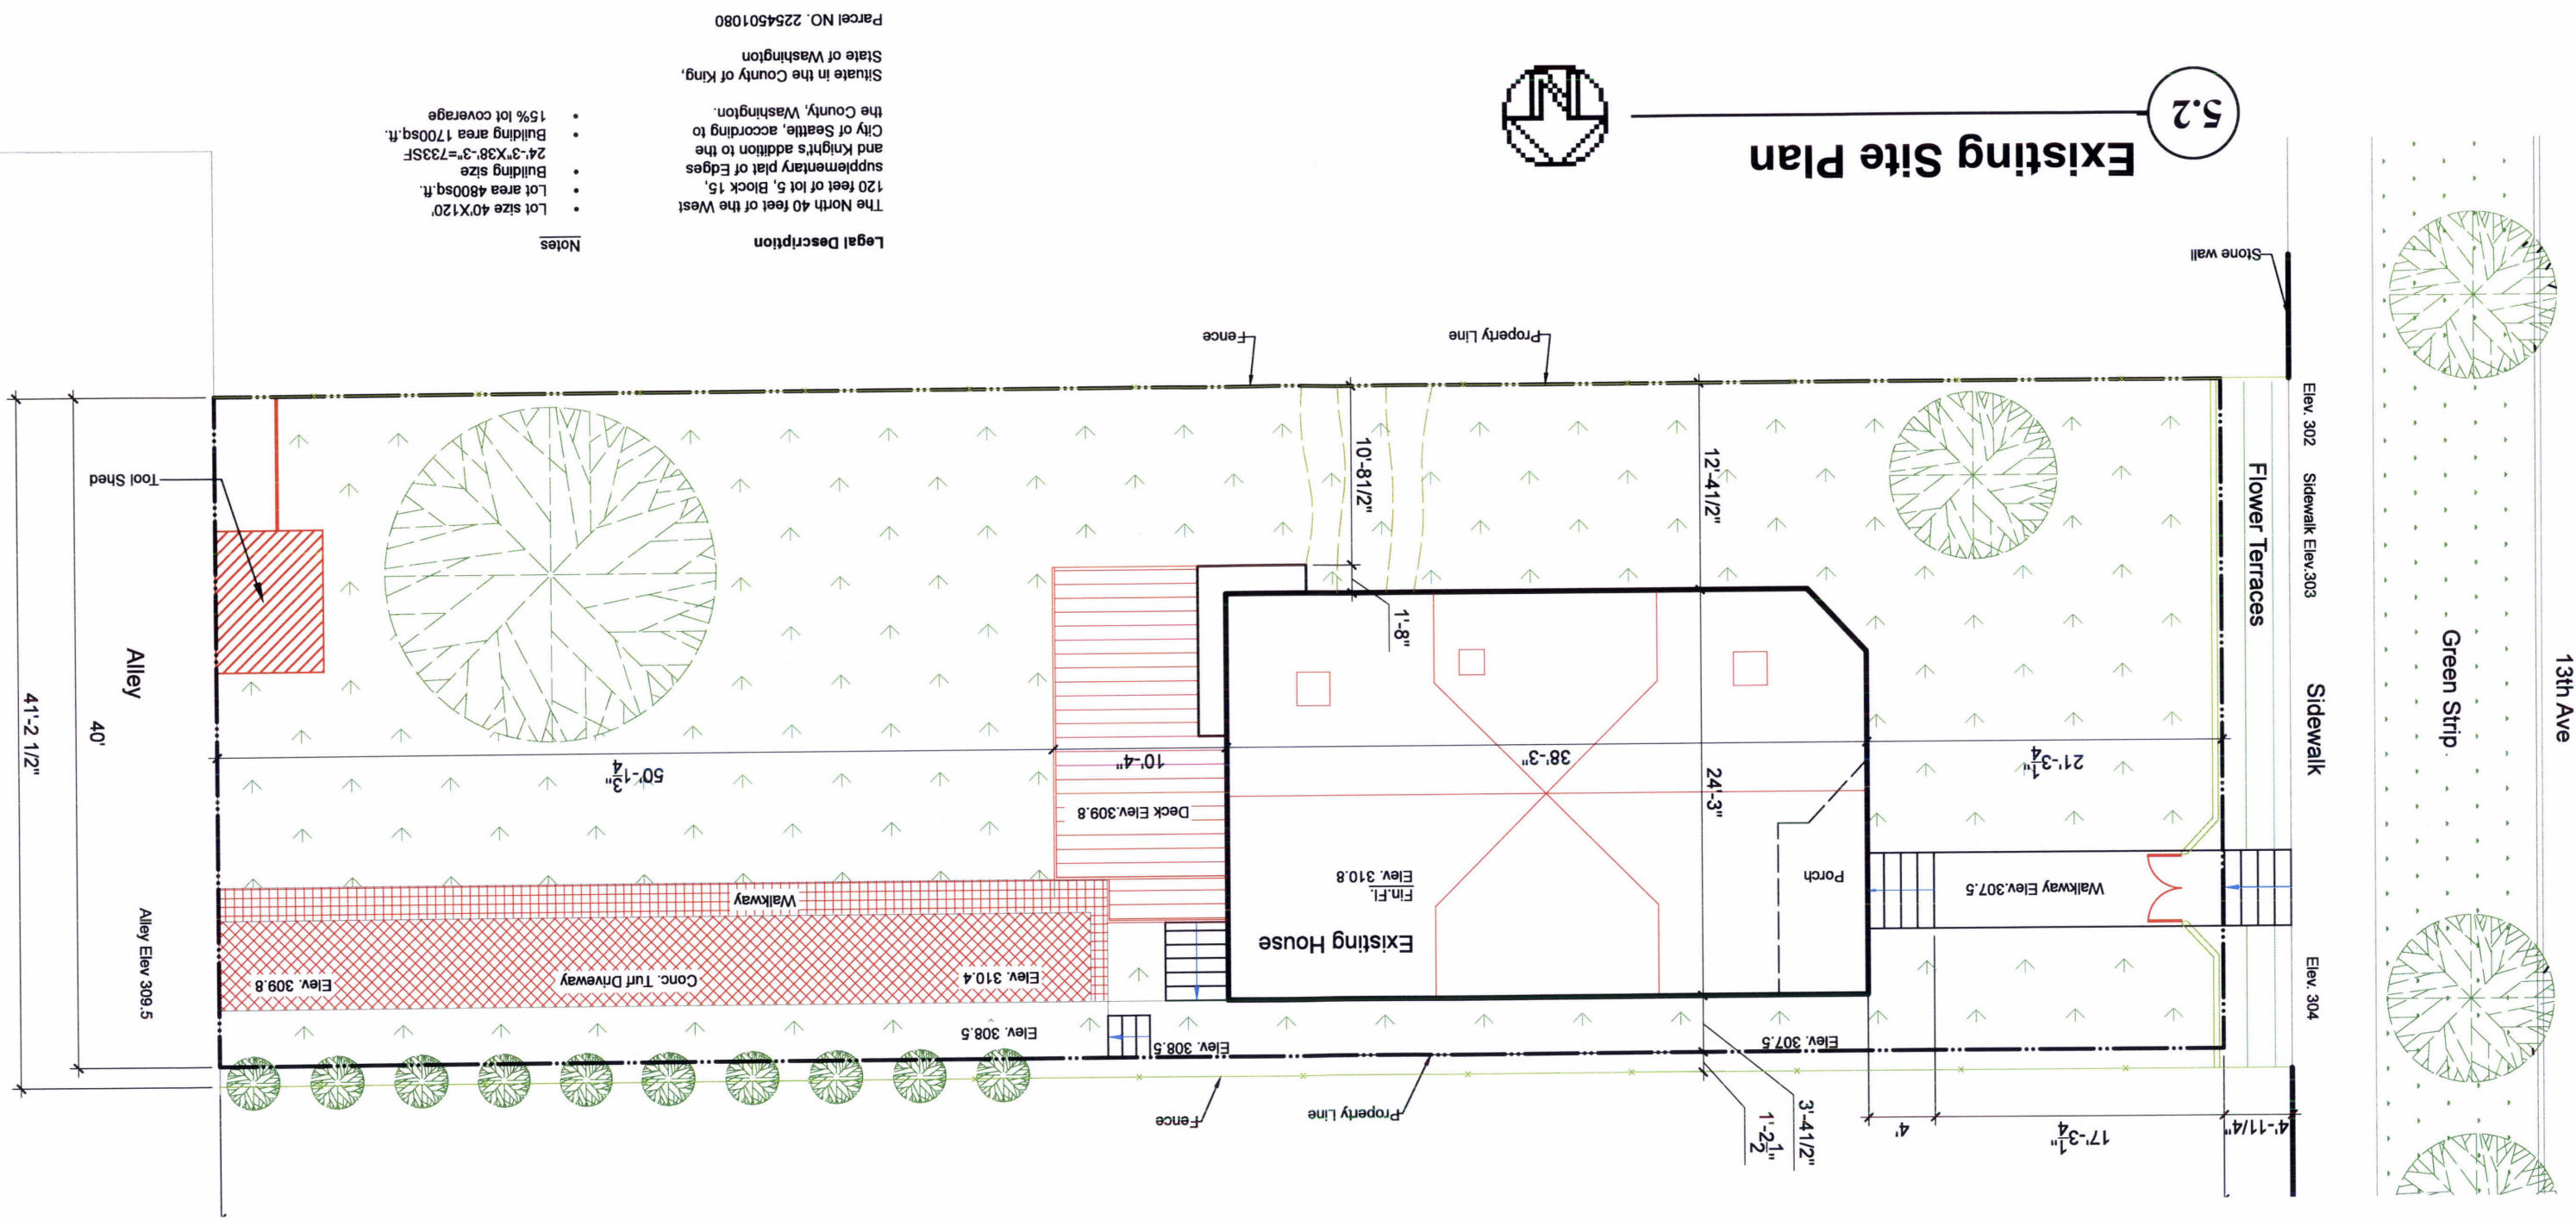 13th Ave
Green Strip
Sidewalk
Elev. 302
Sidewalk Elev.303
Elev. 304
Flower Terraces
Stone wall
4'-11/4"
17'-3 1/4"
4'
3'-41/2"
1'-2 1/2"
Property Line
Fence
Elev. 307.5
Elev. 308.5
Elev. 308.5
Walkway Elev.307.5
Porch
Existing House
Fin.Fl.
Elev. 310.8
21'-3 1/4"
38'-3"
10'-4"
50'-1 3/4"
24'-3"
12'-41/2"
10'-81/2"
1'-8"
Deck Elev.309.8
Walkway
Elev. 310.4
Conc. Turf Driveway
Elev. 309.8
Alley Elev 309.5
Alley
40'
41'-2 1/2"
Tool Shed
Property Line
Fence
5.2
Existing Site Plan
N
Legal Description
The North 40 feet of the West
120 feet of lot 5, Block 15,
supplementary plat of Edges
and Knight's addition to the
City of Seattle, according to
the County, Washington.
Situate in the County of King,
State of Washington
Parcel NO. 2254501080
Notes
• Lot size 40'X120'
• Lot area 4800sq.ft.
• Building size
24'-3"X38'-3"=733SF
• Building area 1700sq.ft.
• 15% lot coverage